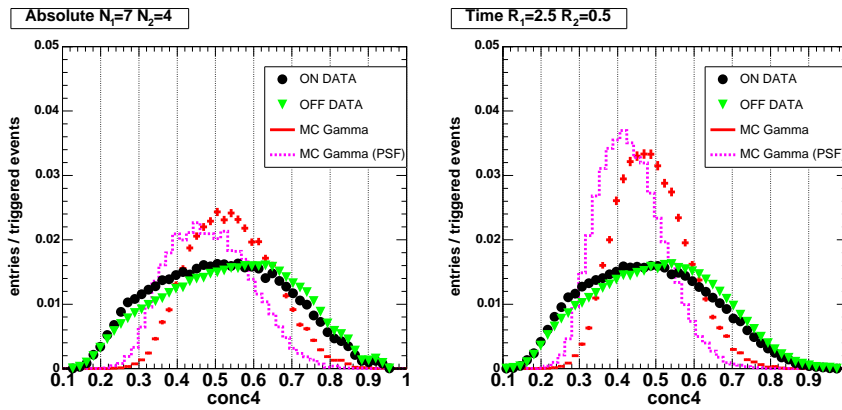 Absolute N1=7 N2=4
entries / triggered events
0.05
0.04
0.03
0.02
0.01
0
ON DATA
OFF DATA
MC Gamma
MC Gamma (PSF)
0.1 0.2 0.3 0.4 0.5 0.6 0.7 0.8 0.9 1
conc4
Time R1=2.5 R2=0.5
entries / triggered events
0.05
0.04
0.03
0.02
0.01
0
ON DATA
OFF DATA
MC Gamma
MC Gamma (PSF)
0.1 0.2 0.3 0.4 0.5 0.6 0.7 0.8 0.9
conc4